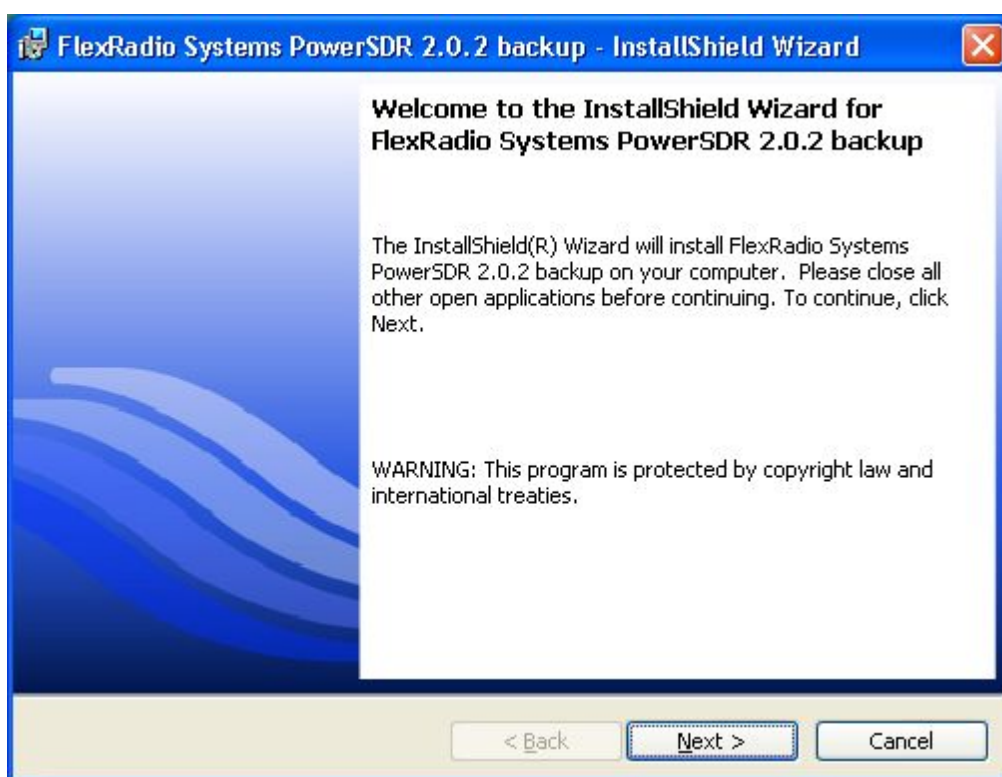 FlexRadio Systems PowerSDR 2.0.2 backup - InstallShield Wizard
Welcome to the InstallShield Wizard for
FlexRadio Systems PowerSDR 2.0.2 backup
The InstallShield(R) Wizard will install FlexRadio Systems
PowerSDR 2.0.2 backup on your computer. Please close all
other open applications before continuing. To continue, click
Next.
WARNING: This program is protected by copyright law and
international treaties.
< Back
Next >
Cancel